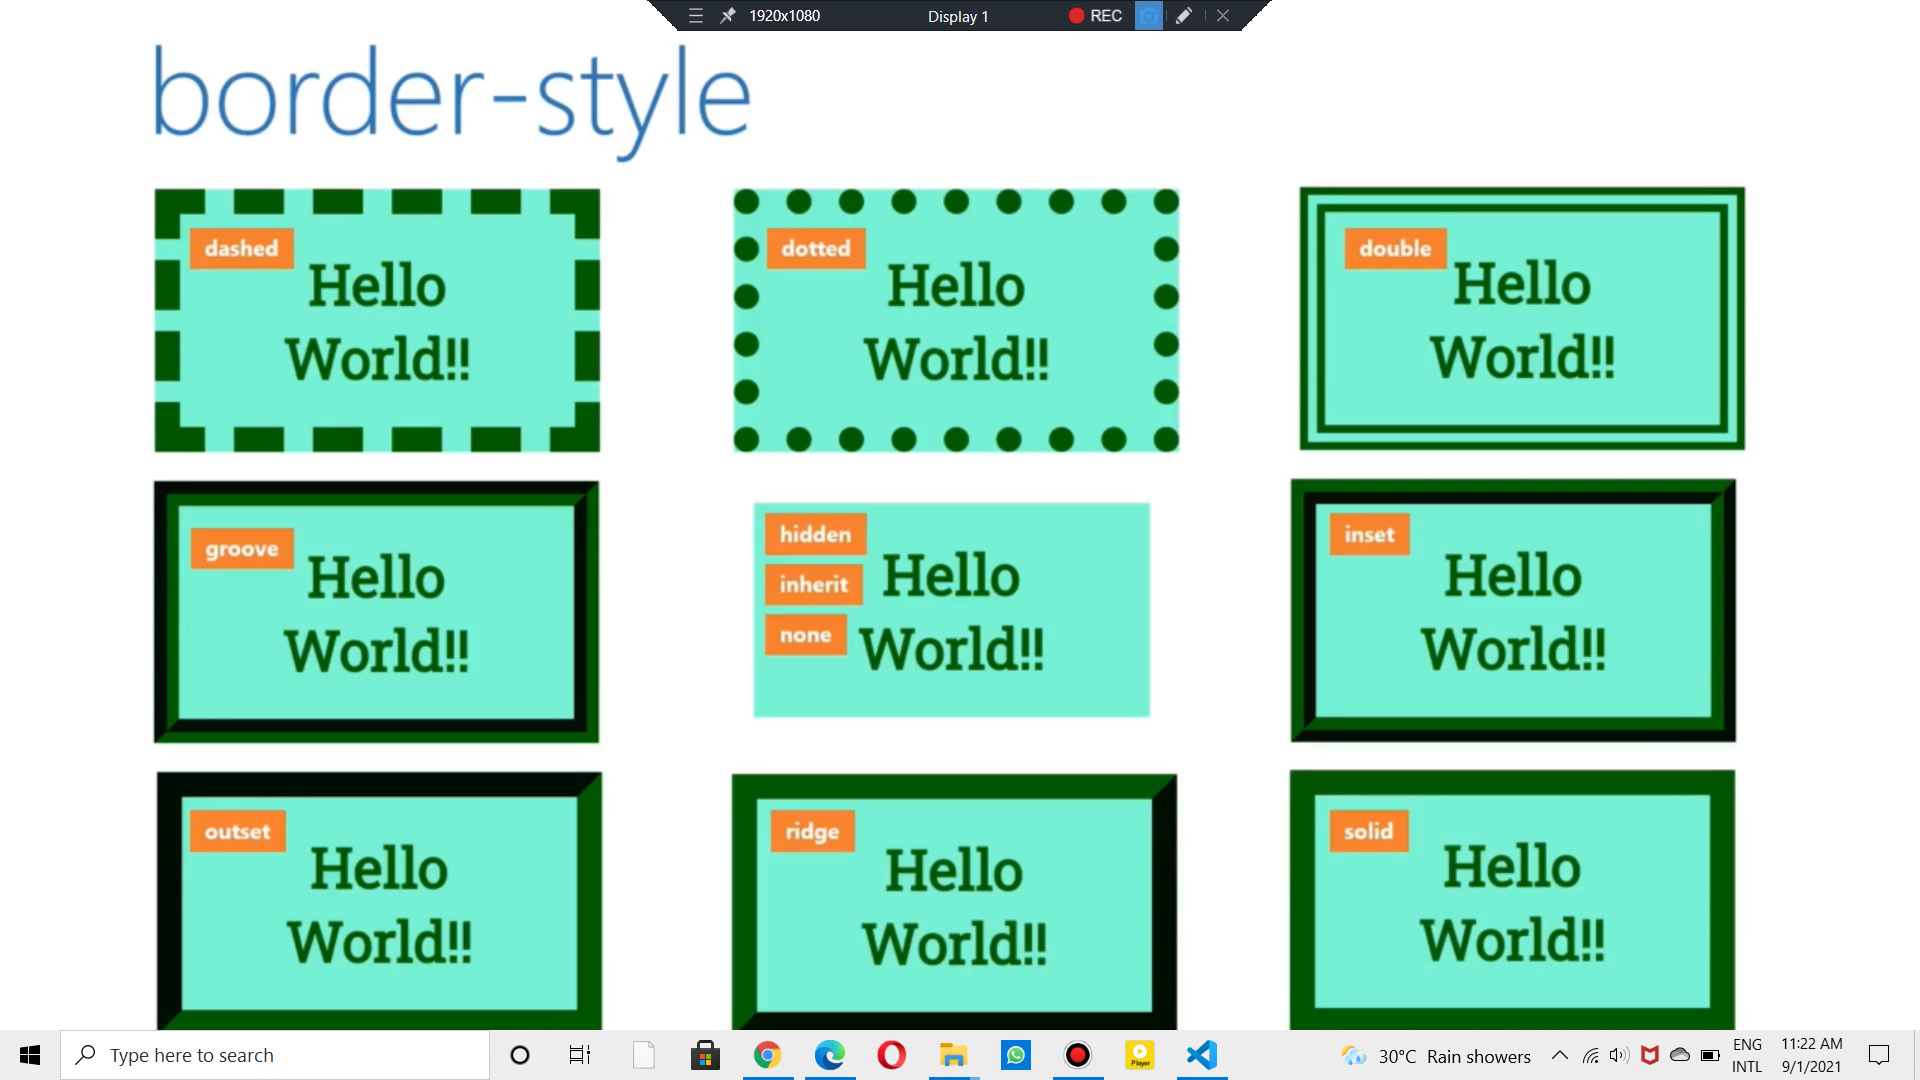 1920x1080 Display 1 REC
border-style
dashed
Hello
World!!
dotted
Hello
World!!
double
Hello
World!!
groove
Hello
World!!
hidden
inherit
none
Hello
World!!
inset
Hello
World!!
outset
Hello
World!!
ridge
Hello
World!!
solid
Hello
World!!
Type here to search
Player
30°C Rain showers
ENG
INTL
11:22 AM
9/1/2021